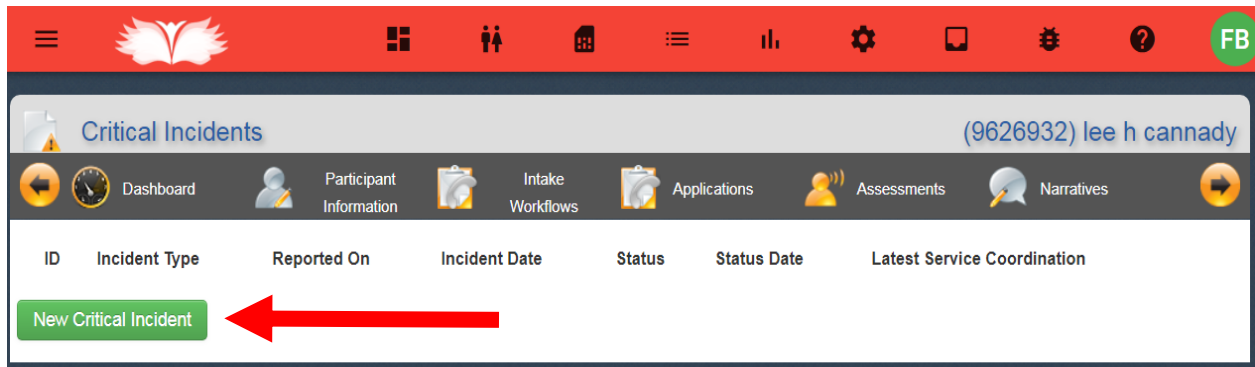 FB
Critical Incidents (9626932) lee h cannady
Dashboard Participant Information Intake Workflows Applications Assessments Narratives
ID Incident Type Reported On Incident Date Status Status Date Latest Service Coordination
New Critical Incident